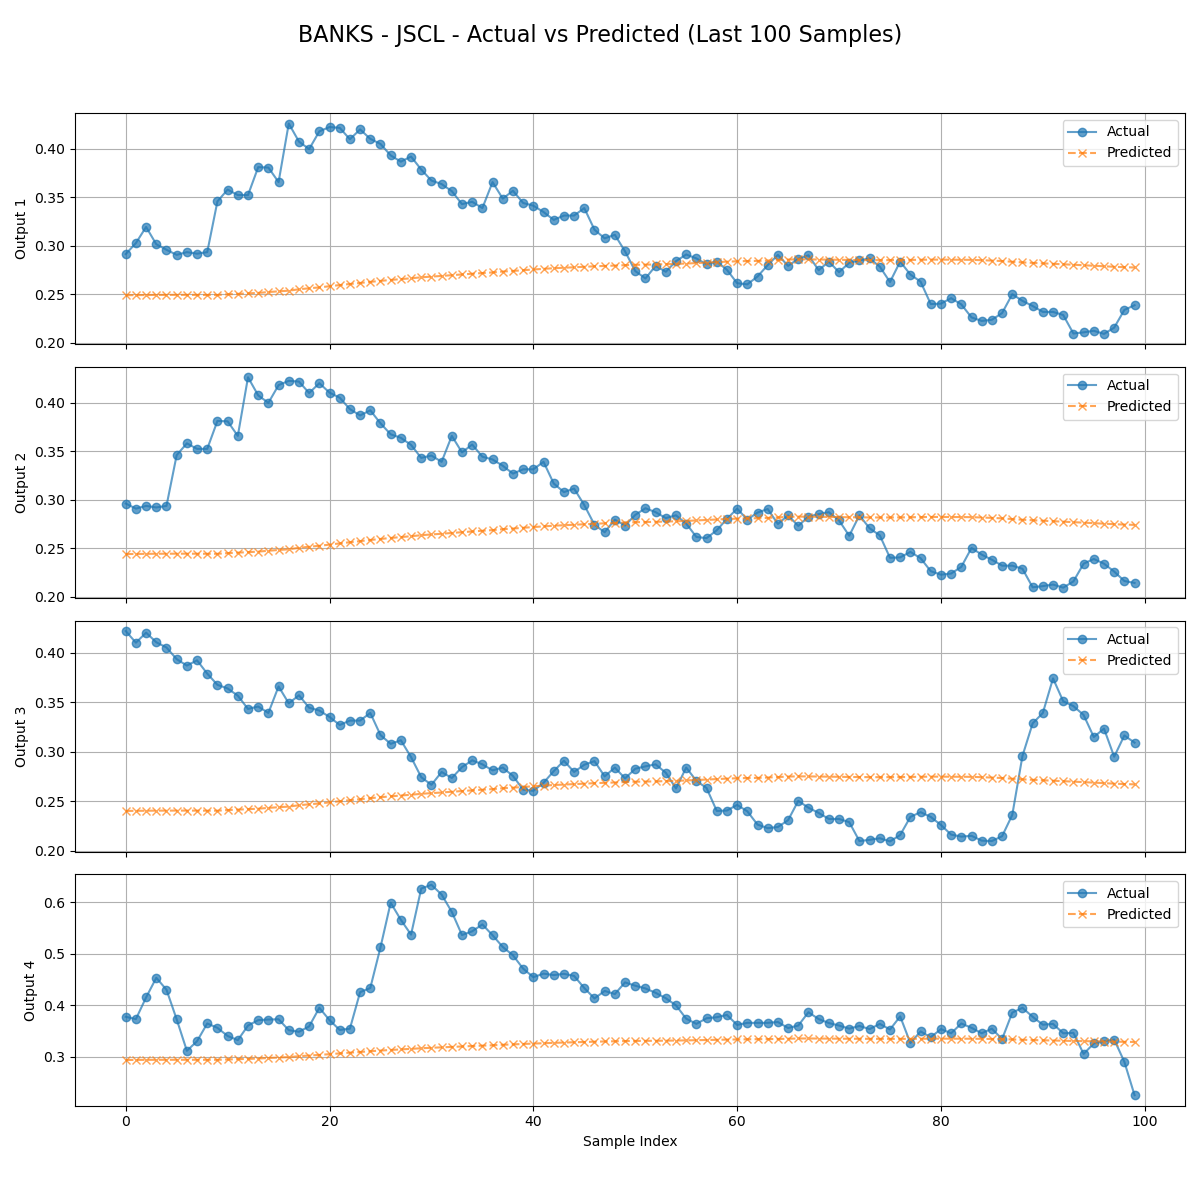 BANKS - JSCL - Actual vs Predicted (Last 100 Samples)
Output 1
0.40
0.35
0.30
0.25
0.20
Actual
Predicted
Output 2
0.40
0.35
0.30
0.25
0.20
Actual
Predicted
Output 3
0.40
0.35
0.30
0.25
0.20
Actual
Predicted
Output 4
0.6
0.5
0.4
0.3
Actual
Predicted
0 20 40 60 80 100
Sample Index